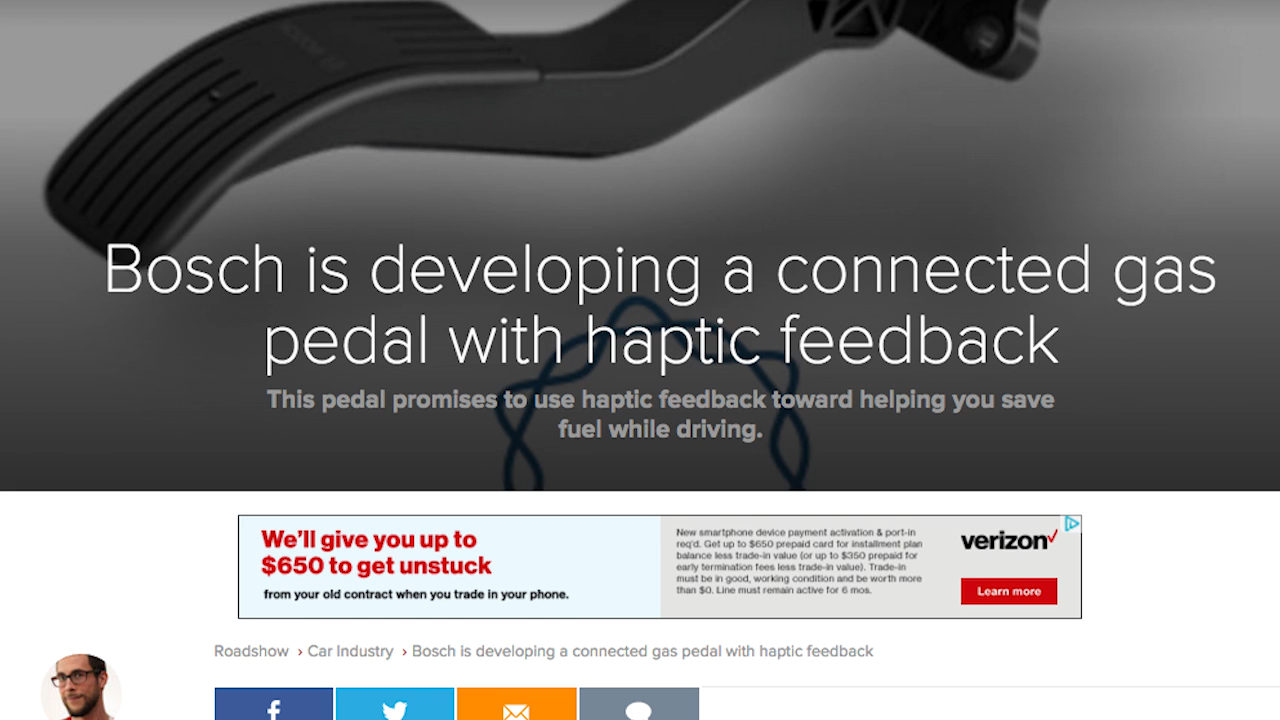 Bosch is developing a connected gas
pedal with haptic feedback
This pedal promises to use haptic feedback toward helping you save
fuel while driving.
We'll give you up to
$650 to get unstuck
from your old contract when you trade in your phone.
New smartphone device payment activation & port-in
req'd. Get up to $650 prepaid card for installment plan
balance less trade-in value (or up to $350 prepaid for
early termination fees less trade-in value). Trade-in
must be in good, working condition and be worth more
than $0. Line must remain active for 6 mos.
verizon
Learn more
Roadshow › Car Industry › Bosch is developing a connected gas pedal with haptic feedback
f